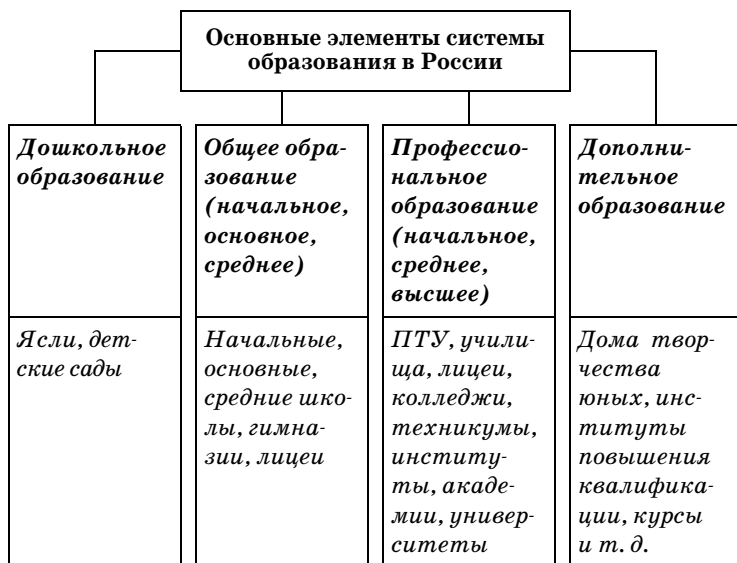 Основные элементы системы
образования в России
Дошкольное
образование
Общее обра-
зование
(начальное,
основное,
среднее)
Профессио-
нальное
образование
(начальное,
среднее,
высшее)
Дополни-
тельное
образование
Ясли, дет-
ские сады
Начальные,
основные,
средние шко-
лы, гимна-
зии, лицеи
ПТУ, учили-
ща, лицеи,
колледжи,
техникумы,
институ-
ты, акаде-
мии, универ-
ситеты
Дома твор-
чества
юных, инс-
титуты
повышения
квалифика-
ции, курсы
и т. д.